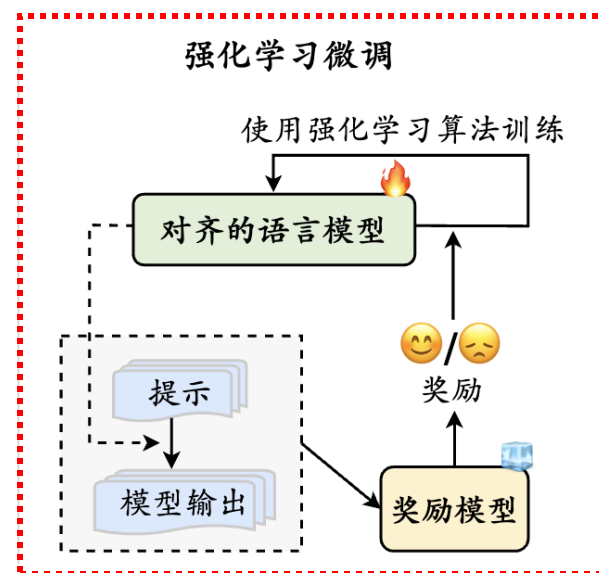 强化学习微调
使用强化学习算法训练
对齐的语言模型
/
奖励
提示
模型输出
奖励模型